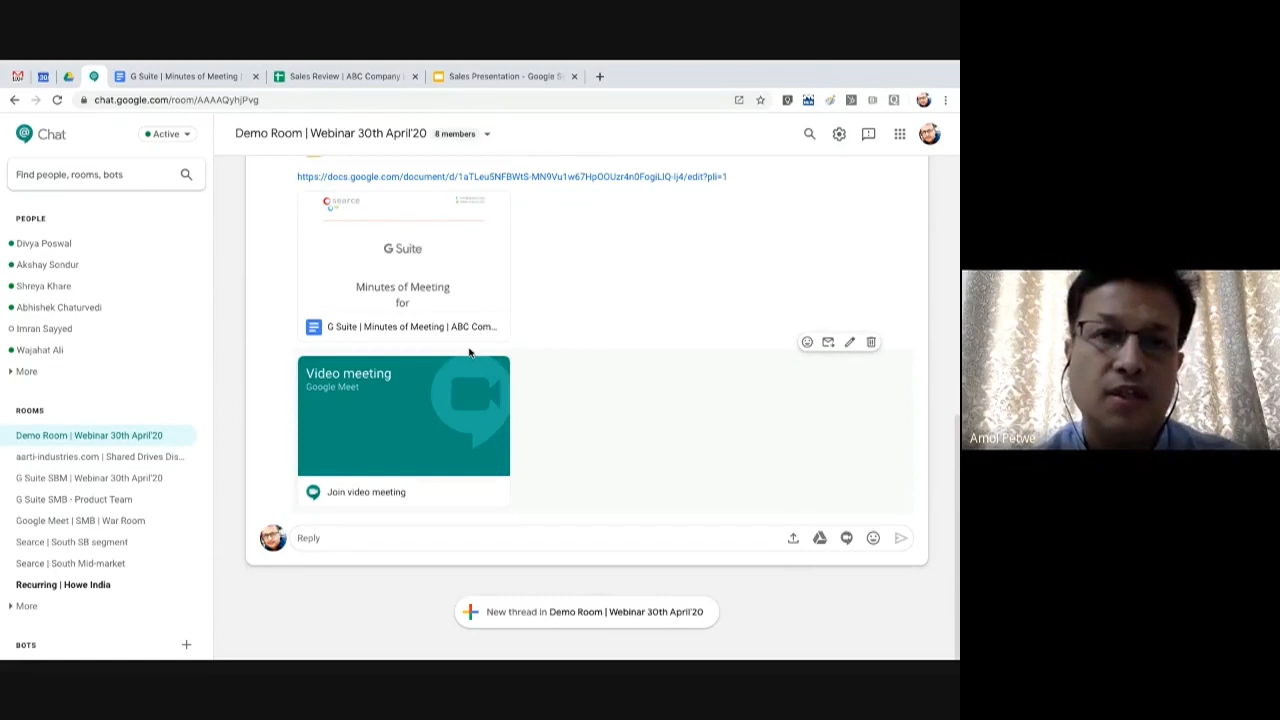 G Suite | Minutes of Meeting |
Sales Review | ABC Company
Sales Presentation - Google S
chat.google.com/room/AAAAQyhjPvg
Chat
Active
Demo Room | Webinar 30th April'20
8 members
Find people, rooms, bots
PEOPLE
Divya Poswal
Akshay Sondur
Shreya Khare
Abhishek Chaturvedi
Imran Sayyed
Wajahat Ali
More
ROOMS
Demo Room | Webinar 30th April'20
aarti-industries.com | Shared Drives Dis...
G Suite SBM | Webinar 30th April'20
G Suite SMB - Product Team
Google Meet | SMB | War Room
Searce | South SB segment
Searce | South Mid-market
Recurring | Howe India
More
BOTS
https://docs.google.com/document/d/1aTLeu5NFBWtS-MN9Vu1w67HpOOUzr4n0FogiLIQ-Ij4/edit?pli=1
searce
G Suite
Minutes of Meeting
for
G Suite | Minutes of Meeting | ABC Com...
Video meeting
Google Meet
Join video meeting
Reply
New thread in Demo Room | Webinar 30th April'20
Amol Petwe